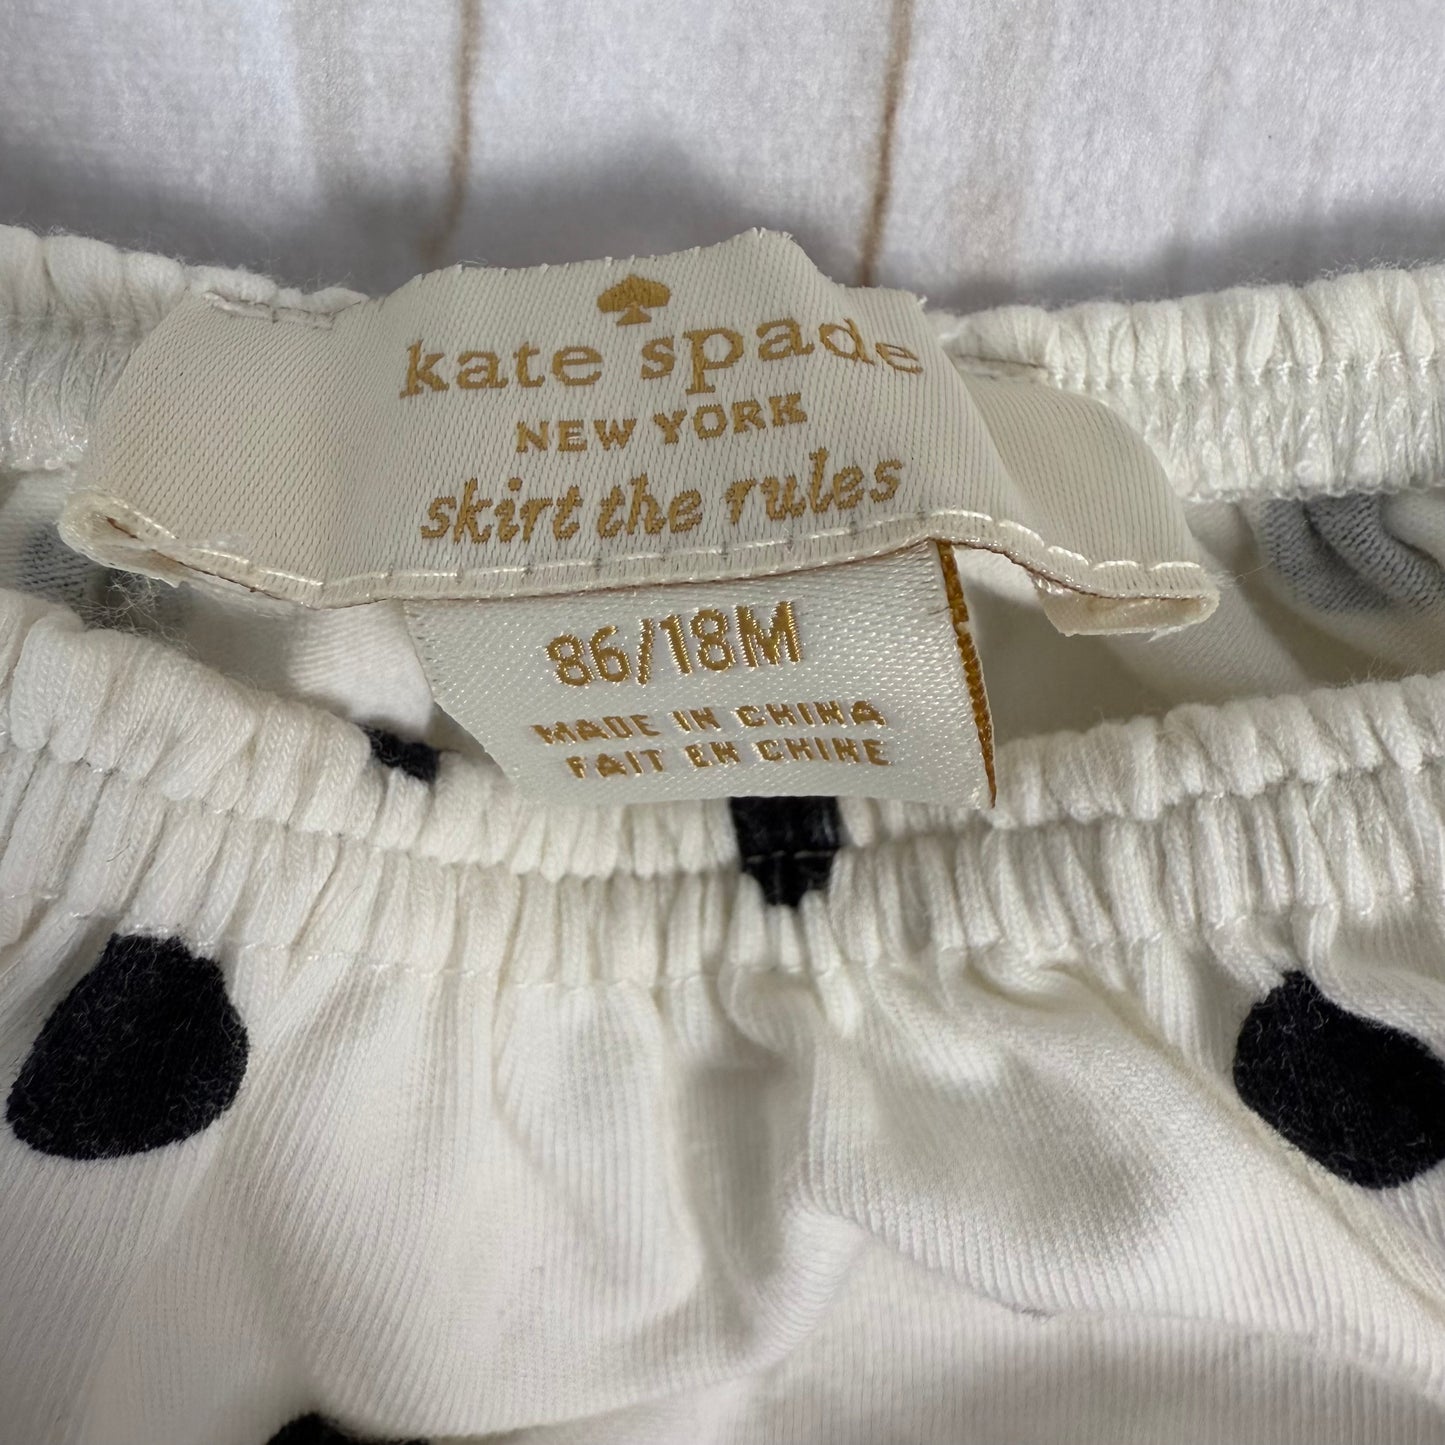 kate spade
NEW YORK
skirt the rules
86/18M
MADE IN CHINA
FAIT EN CHINE